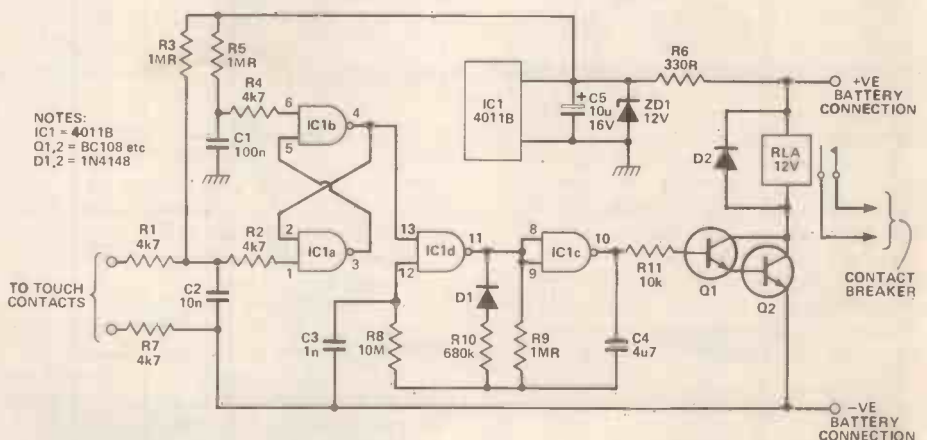 R3
1MR
R5
1MR
R4
4k7
6
IC1b
4
5
C1
100n
NOTES:
IC1 = 4011B
Q1,2 = BC108 etc
D1,2 = 1N4148
IC1
4011B
+
C5
10u
16V
ZD1
12V
R6
330R
+VE
BATTERY
CONNECTION
D2
RLA
12V
R1
4k7
R2
4k7
2
1
IC1a
3
13
12
IC1d
11
8
9
IC1c
10
R11
10k
Q1
Q2
CONTACT
BREAKER
TO TOUCH
CONTACTS
C2
10n
R7
4k7
C3
1n
R8
10M
D1
R10
680k
R9
1MR
C4
4u7
-VE
BATTERY
CONNECTION